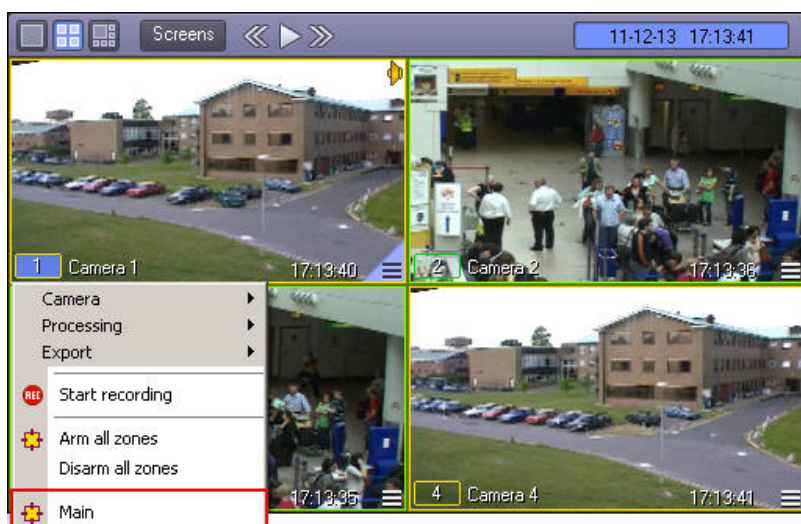 Screens
11-12-13 17:13:41
1 Camera 1 17:13:40
2 Camera 2 17:13:36
Camera
Processing
Export
REC Start recording
Arm all zones
Disarm all zones
Main
17:13:35
4 Camera 4 17:13:41